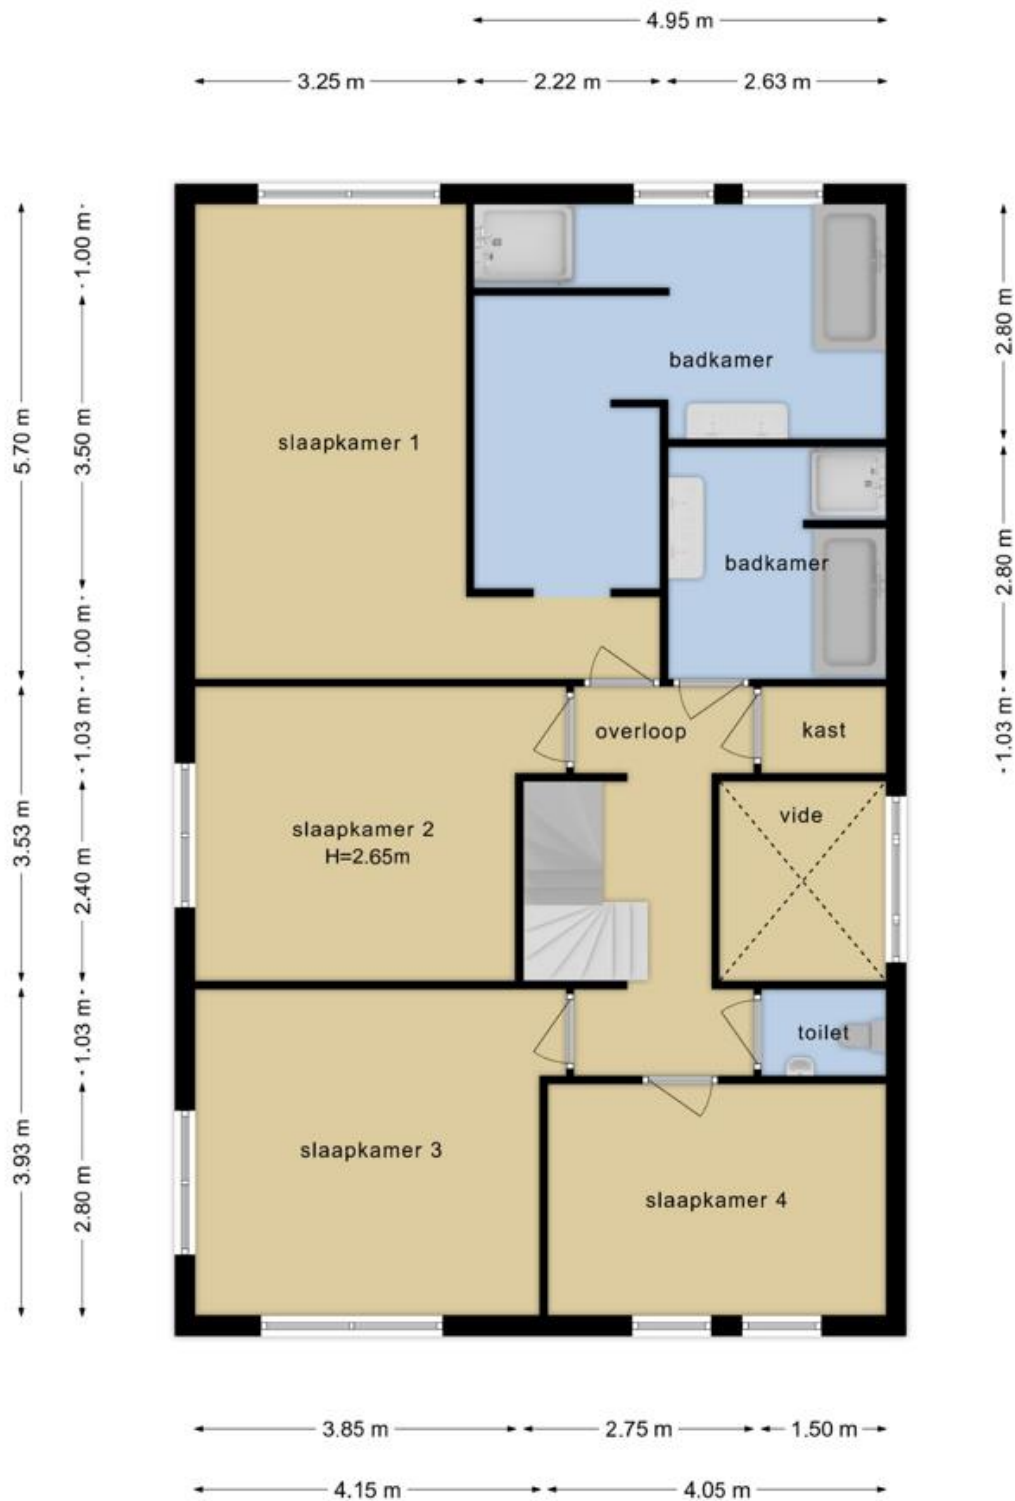 4.95 m
3.25 m
2.22 m
2.63 m
5.70 m
3.53 m
3.93 m
1.00 m
3.50 m
1.00 m
1.03 m
2.40 m
1.03 m
2.80 m
badkamer
slaapkamer 1
badkamer
overloop
kast
vide
slaapkamer 2
H=2.65m
toilet
slaapkamer 3
slaapkamer 4
2.80 m
2.80 m
1.03 m
3.85 m
2.75 m
1.50 m
4.15 m
4.05 m